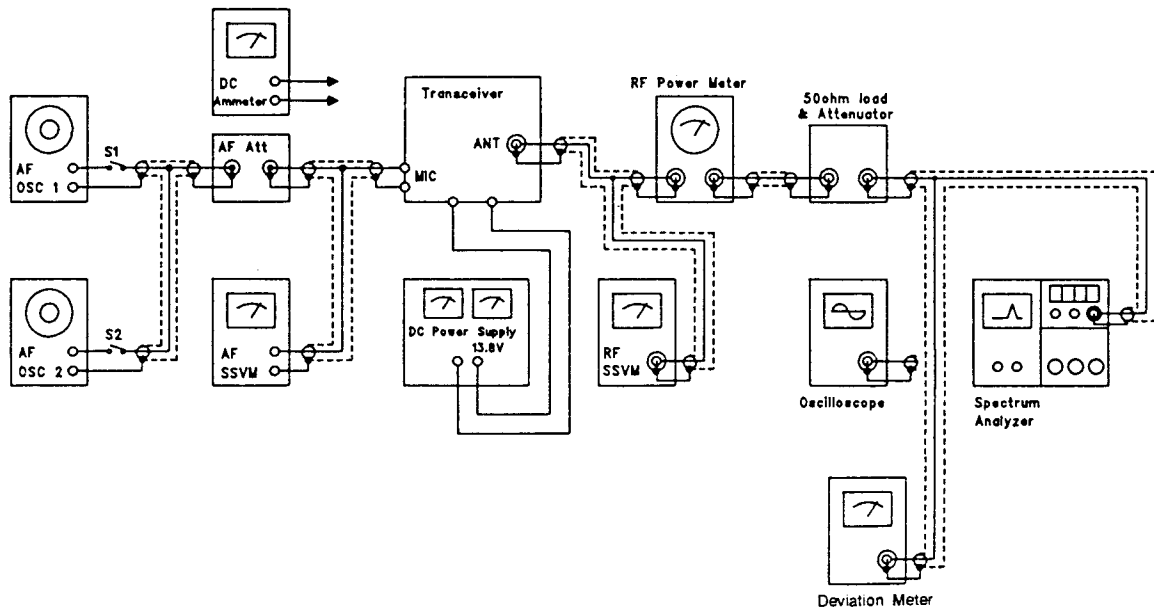 DC
Ammeter
Transceiver
ANT
MIC
RF Power Meter
50ohm load
& Attenuator
AF
OSC 1
S1
AF Att
AF
OSC 2
S2
AF
SSVM
DC Power Supply
13.8V
RF
SSVM
Oscilloscope
Spectrum
Analyzer
Deviation Meter